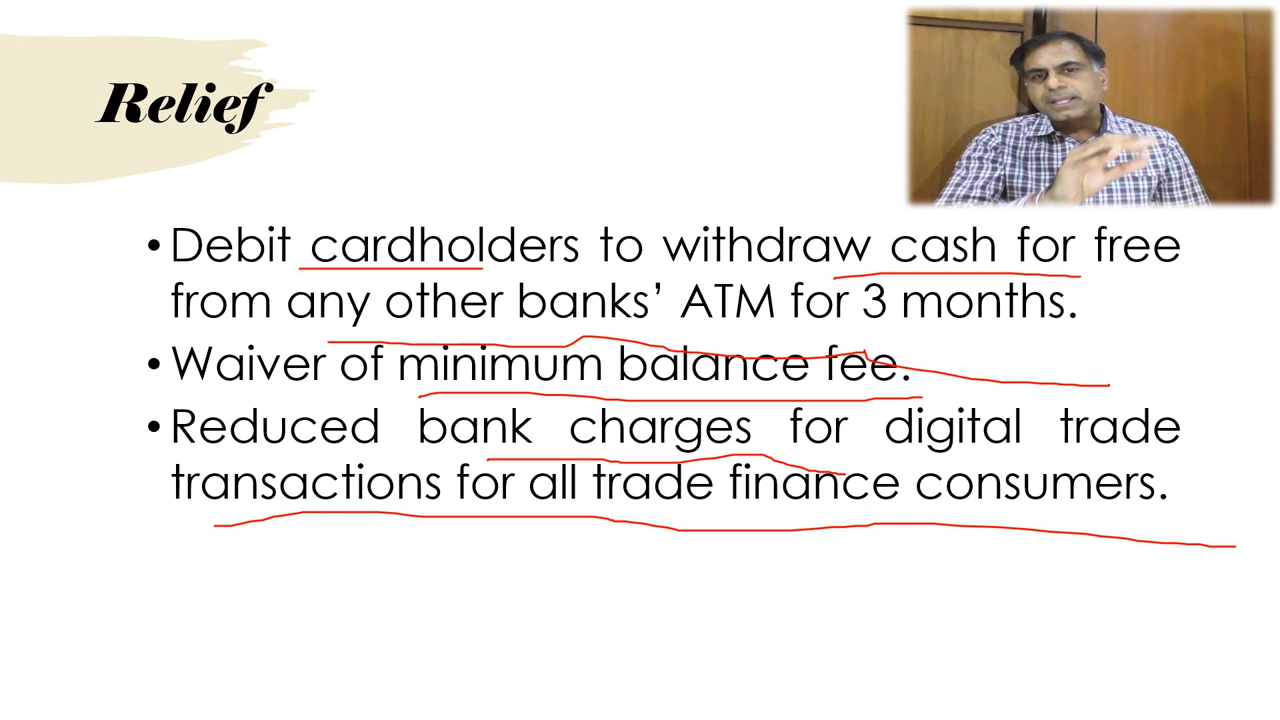 Relief
• Debit cardholders to withdraw cash for free
from any other banks’ ATM for 3 months.
• Waiver of minimum balance fee.
• Reduced bank charges for digital trade
transactions for all trade finance consumers.